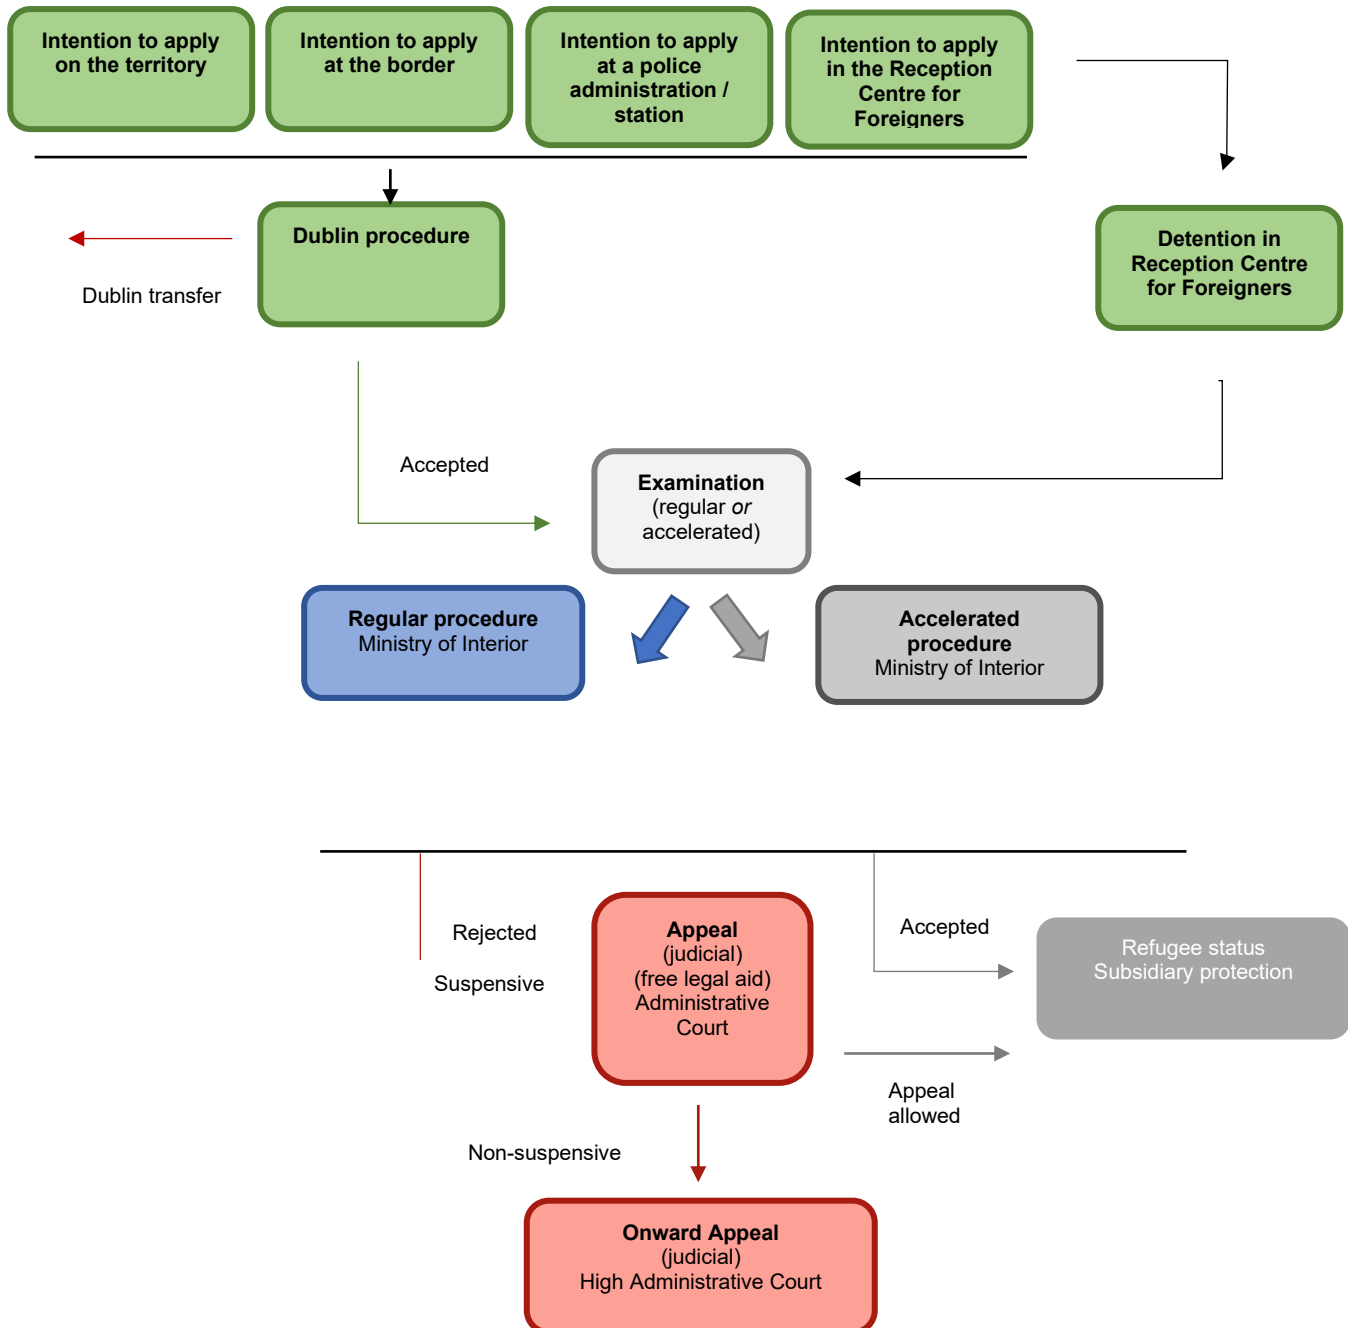 Intention to apply
on the territory
Intention to apply
at the border
Intention to apply
at a police
administration /
station
Intention to apply
in the Reception
Centre for
Foreigners
Dublin procedure
Dublin transfer
Detention in
Reception Centre
for Foreigners
Accepted
Examination
(regular or
accelerated)
Regular procedure
Ministry of Interior
Accelerated
procedure
Ministry of Interior
Rejected
Suspensive
Appeal
(judicial)
(free legal aid)
Administrative
Court
Accepted
Refugee status
Subsidiary protection
Appeal
allowed
Non-suspensive
Onward Appeal
(judicial)
High Administrative Court